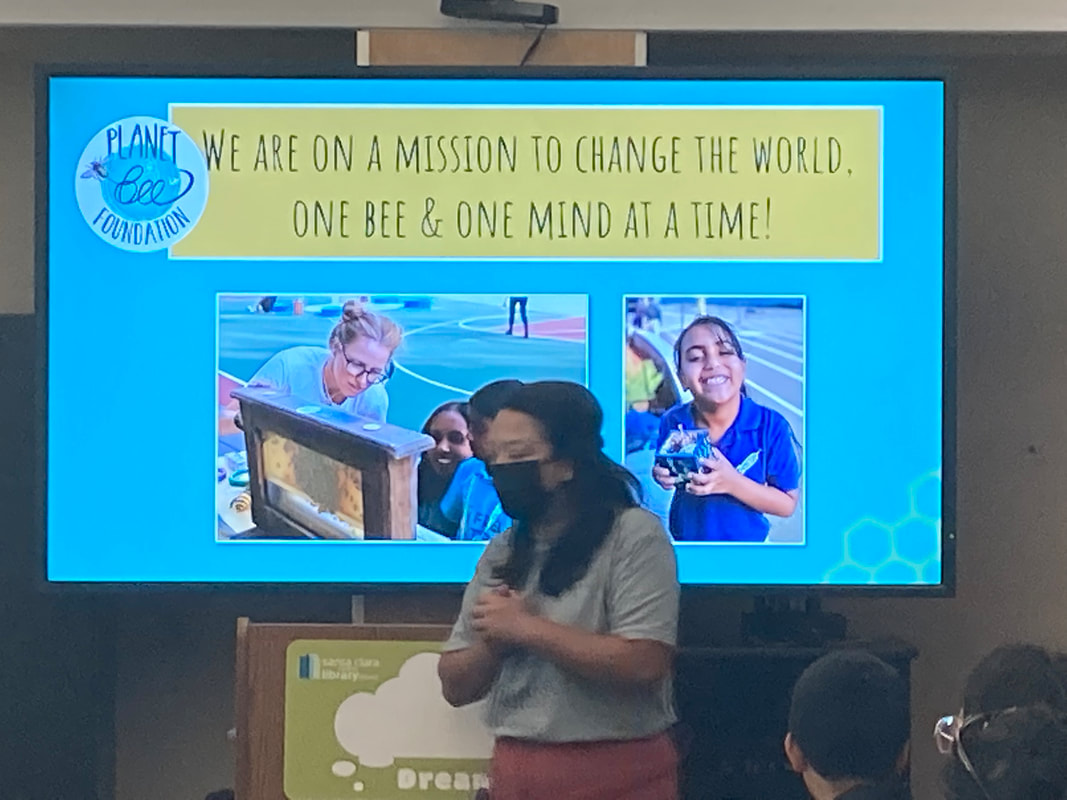 PLANET
Bee
FOUNDATION
WE ARE ON A MISSION TO CHANGE THE WORLD,
ONE BEE & ONE MIND AT A TIME!
santa clara
library
Drean